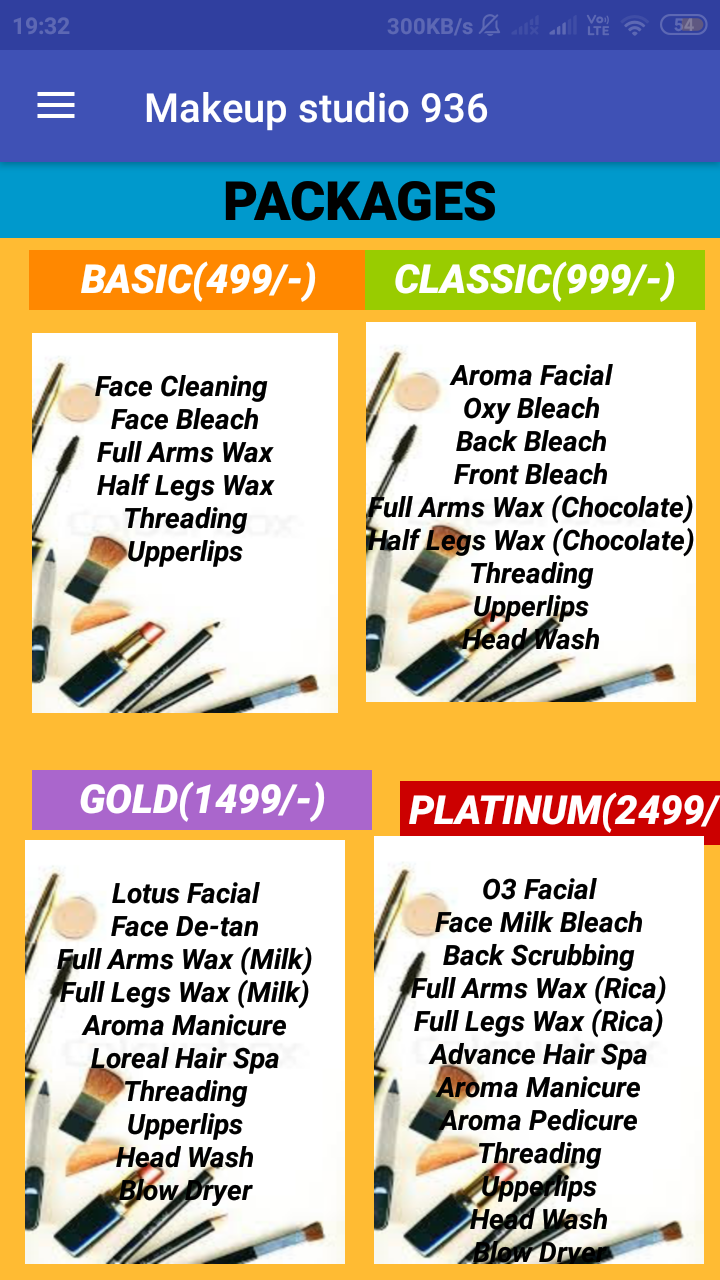 19:32
300KB/s
Vo)) LTE
54
Makeup studio 936
PACKAGES
BASIC(499/-)
Face Cleaning
Face Bleach
Full Arms Wax
Half Legs Wax
Threading
Upperlips
CLASSIC(999/-)
Aroma Facial
Oxy Bleach
Back Bleach
Front Bleach
Full Arms Wax (Chocolate)
Half Legs Wax (Chocolate)
Threading
Upperlips
Head Wash
GOLD(1499/-)
Lotus Facial
Face De-tan
Full Arms Wax (Milk)
Full Legs Wax (Milk)
Aroma Manicure
Loreal Hair Spa
Threading
Upperlips
Head Wash
Blow Dryer
PLATINUM(2499/
O3 Facial
Face Milk Bleach
Back Scrubbing
Full Arms Wax (Rica)
Full Legs Wax (Rica)
Advance Hair Spa
Aroma Manicure
Aroma Pedicure
Threading
Upperlips
Head Wash
Blow Dryer